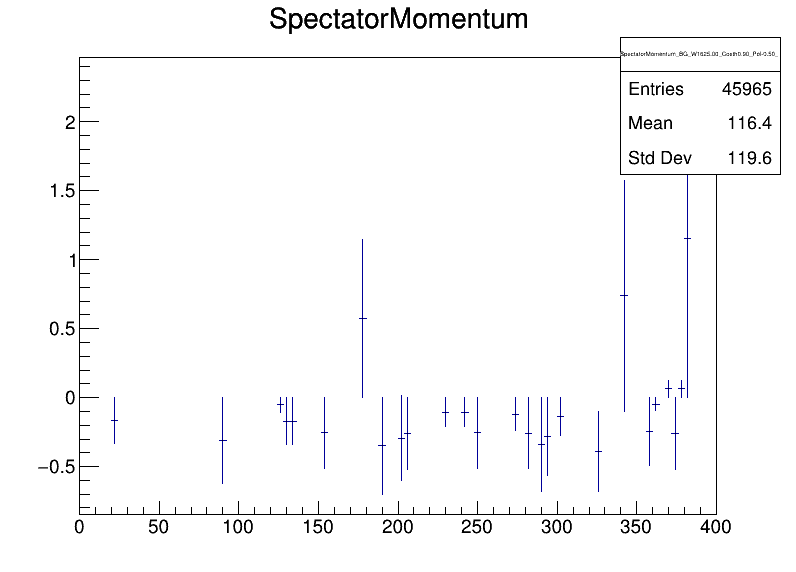 SpectatorMomentum
SpectatorMomentum_BG_W1625.00_Costh0.90_Pol-0.50_
Entries 45965
Mean 116.4
Std Dev 119.6
2
1.5
1
0.5
0
−0.5
0 50 100 150 200 250 300 350 400